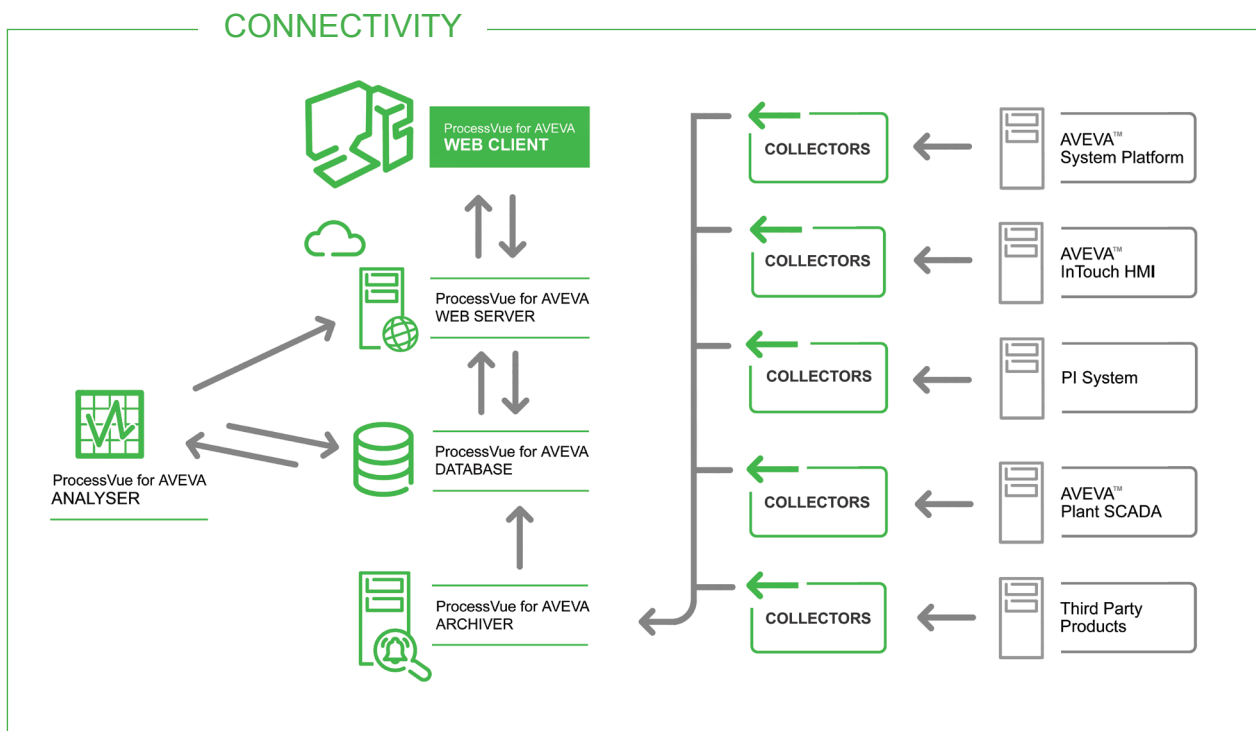 CONNECTIVITY
ProcessVue for AVEVA
WEB CLIENT
ProcessVue for AVEVA
WEB SERVER
ProcessVue for AVEVA
ANALYSER
ProcessVue for AVEVA
DATABASE
ProcessVue for AVEVA
ARCHIVER
COLLECTORS
AVEVA™
System Platform
COLLECTORS
AVEVA™
InTouch HMI
COLLECTORS
PI System
COLLECTORS
AVEVA™
Plant SCADA
COLLECTORS
Third Party
Products